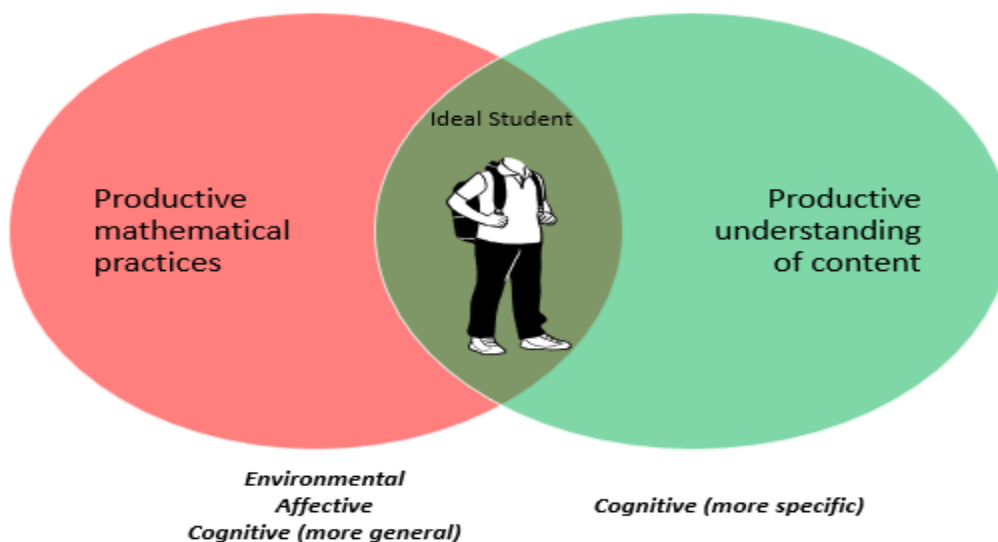 Ideal Student
Productive
mathematical
practices
Productive
understanding
of content
Environmental
Affective
Cognitive (more general)
Cognitive (more specific)